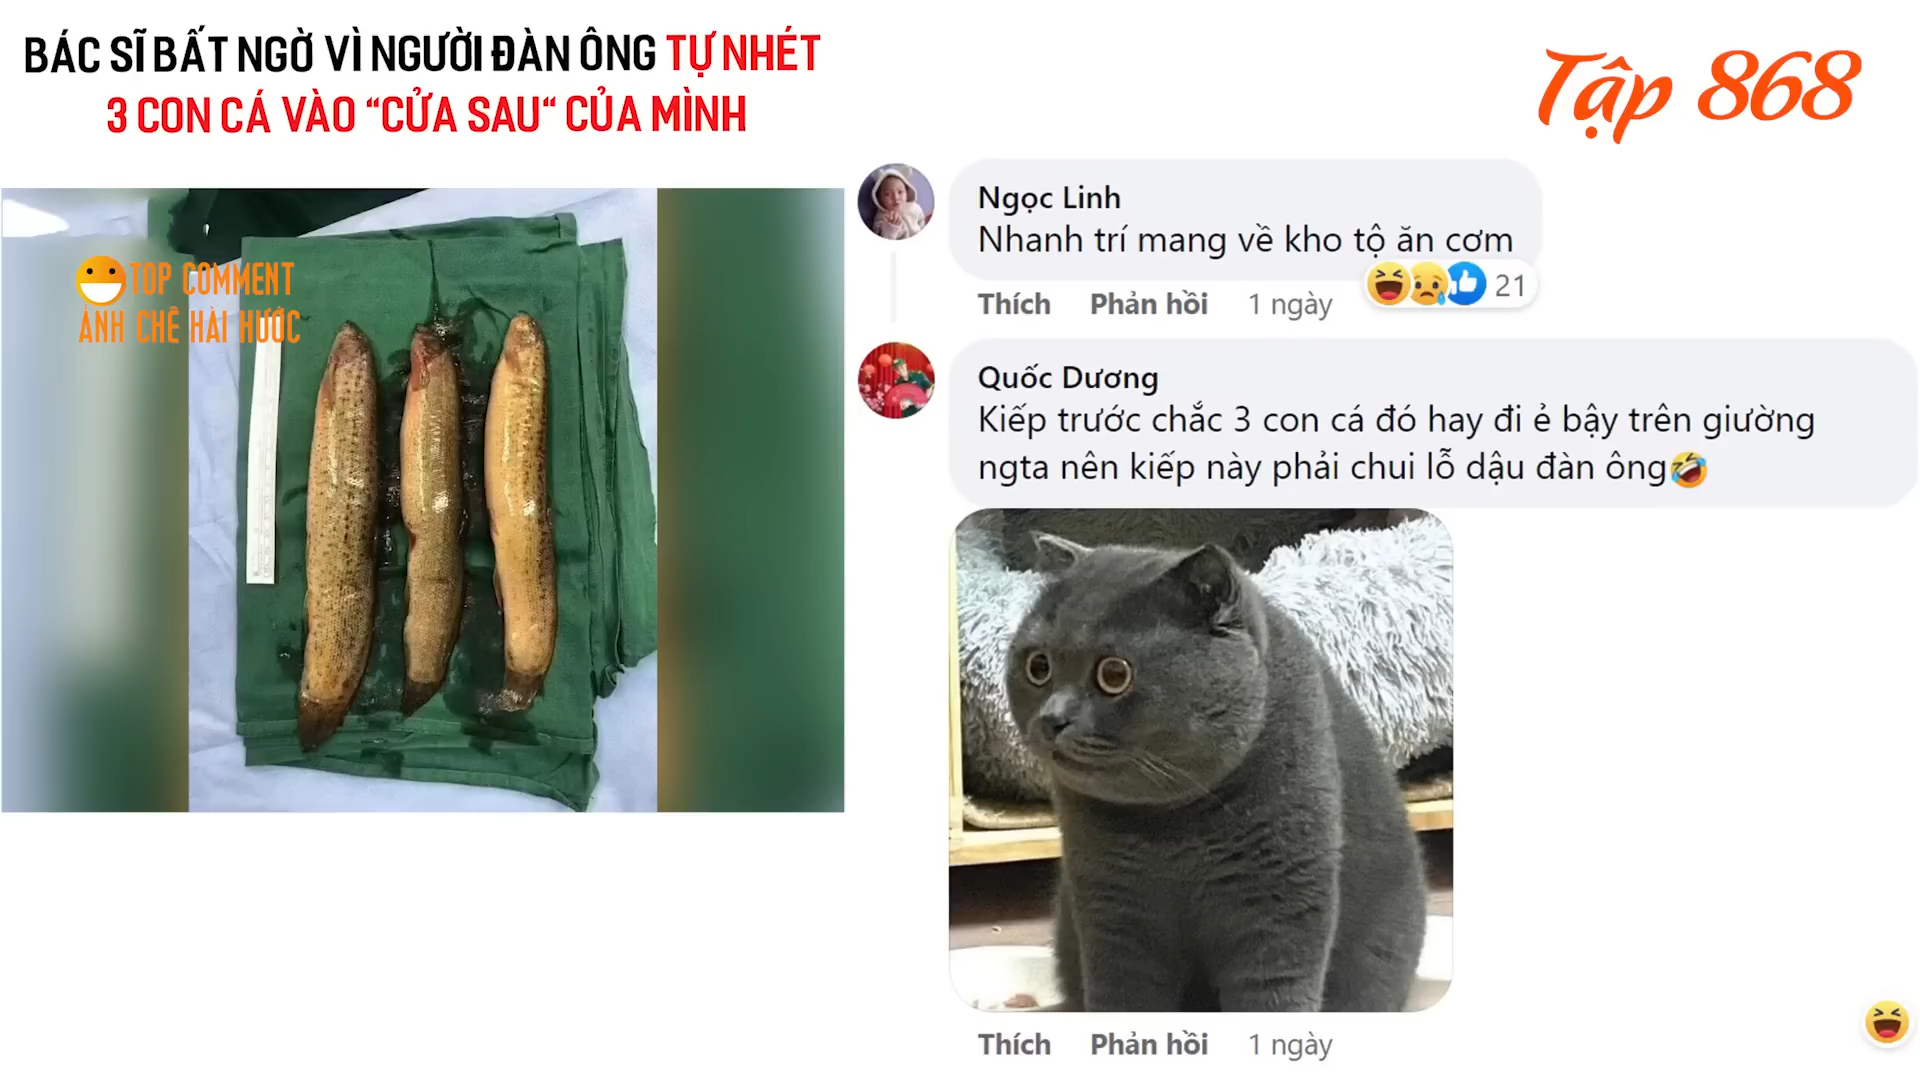 BÁC SĨ BẤT NGỜ VÌ NGƯỜI ĐÀN ÔNG TỰ NHÉT
3 CON CÁ VÀO “CỬA SAU“ CỦA MÌNH
Tập 868
TOP COMMENT
ẢNH CHẾ HÀI HƯỚC
Ngọc Linh
Nhanh trí mang về kho tộ ăn cơm
21
Thích Phản hồi 1 ngày
Quốc Dương
Kiếp trước chắc 3 con cá đó hay đi ẻ bậy trên giường
ngta nên kiếp này phải chui lỗ dậu đàn ông🤣
Thích Phản hồi 1 ngày